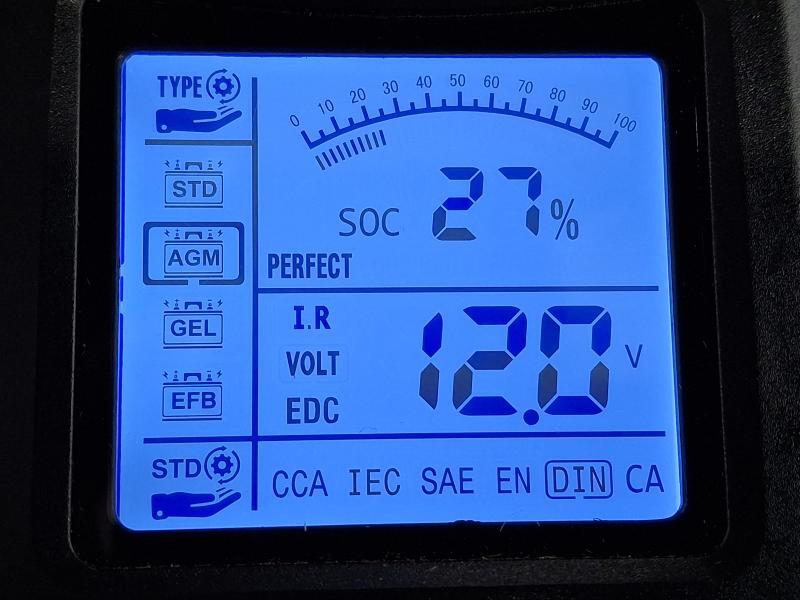 TYPE
0 10 20 30 40 50 60 70 80 90 100
STD
SOC 27%
AGM
PERFECT
GEL
I.R
VOLT 12.0 V
EFB
EDC
STD
CCA IEC SAE EN DIN CA